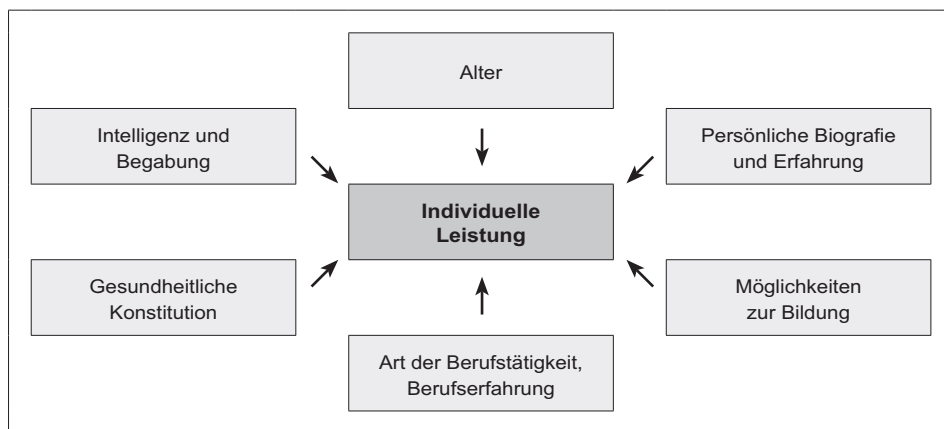 Alter
Intelligenz und
Begabung
Persönliche Biografie
und Erfahrung
Individuelle
Leistung
Gesundheitliche
Konstitution
Möglichkeiten
zur Bildung
Art der Berufstätigkeit,
Berufserfahrung